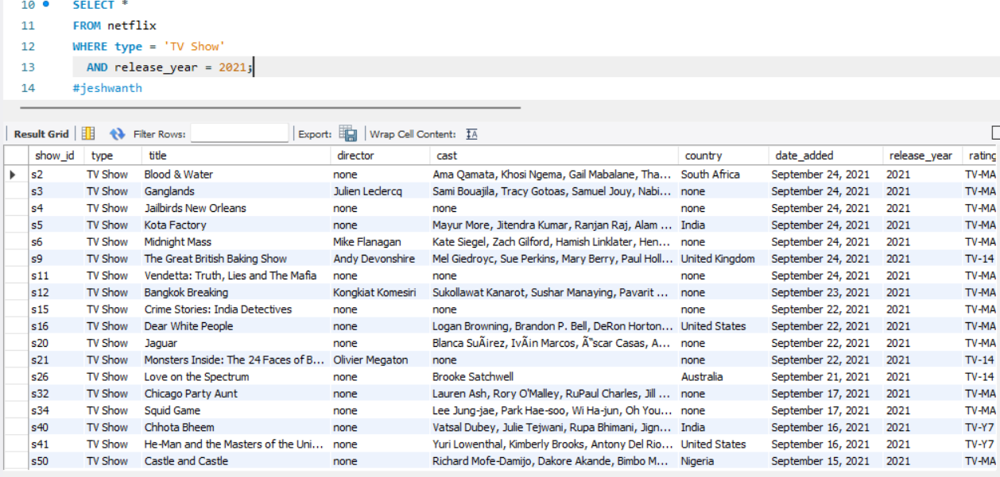 10 SELECT *
11 FROM netflix
12 WHERE type = 'TV Show'
13 AND release_year = 2021;
14 #jeshwanth
Result Grid Filter Rows: Export: Wrap Cell Content:
show_id type title director cast country date_added release_year rating
s2 TV Show Blood & Water none Ama Qamata, Khosi Ngema, Gail Mabalane, Tha... South Africa September 24, 2021 2021 TV-MA
s3 TV Show Ganglands Julien Leclercq Sami Bouajila, Tracy Gotoas, Samuel Jouy, Nabi... none September 24, 2021 2021 TV-MA
s4 TV Show Jailbirds New Orleans none none none September 24, 2021 2021 TV-MA
s5 TV Show Kota Factory none Mayur More, Jitendra Kumar, Ranjan Raj, Alam ... India September 24, 2021 2021 TV-MA
s6 TV Show Midnight Mass Mike Flanagan Kate Siegel, Zach Gilford, Hamish Linklater, Hen... none September 24, 2021 2021 TV-MA
s9 TV Show The Great British Baking Show Andy Devonshire Mel Giedroyc, Sue Perkins, Mary Berry, Paul Holl... United Kingdom September 24, 2021 2021 TV-14
s11 TV Show Vendetta: Truth, Lies and The Mafia none none none September 24, 2021 2021 TV-MA
s12 TV Show Bangkok Breaking Kongkiat Komesiri Sukollawat Kanarot, Sushar Manaying, Pavarit ... none September 23, 2021 2021 TV-MA
s15 TV Show Crime Stories: India Detectives none none none September 22, 2021 2021 TV-MA
s16 TV Show Dear White People none Logan Browning, Brandon P. Bell, DeRon Horton... United States September 22, 2021 2021 TV-MA
s20 TV Show Jaguar none Blanca SuÃirez, IvÃin Marcos, Ã“scar Casas, A... none September 22, 2021 2021 TV-MA
s21 TV Show Monsters Inside: The 24 Faces of B... Olivier Megaton none none September 22, 2021 2021 TV-14
s26 TV Show Love on the Spectrum none Brooke Satchwell Australia September 21, 2021 2021 TV-14
s32 TV Show Chicago Party Aunt none Lauren Ash, Rory O'Malley, RuPaul Charles, Jill ... none September 17, 2021 2021 TV-MA
s34 TV Show Squid Game none Lee Jung-jae, Park Hae-soo, Wi Ha-jun, Oh You... none September 17, 2021 2021 TV-MA
s40 TV Show Chhota Bheem none Vatsal Dubey, Julie Tejwani, Rupa Bhimani, Jign... India September 16, 2021 2021 TV-Y7
s41 TV Show He-Man and the Masters of the Uni... none Yuri Lowenthal, Kimberly Brooks, Antony Del Rio... United States September 16, 2021 2021 TV-Y7
s50 TV Show Castle and Castle none Richard Mofe-Damijo, Dakore Akande, Bimbo M... Nigeria September 15, 2021 2021 TV-MA